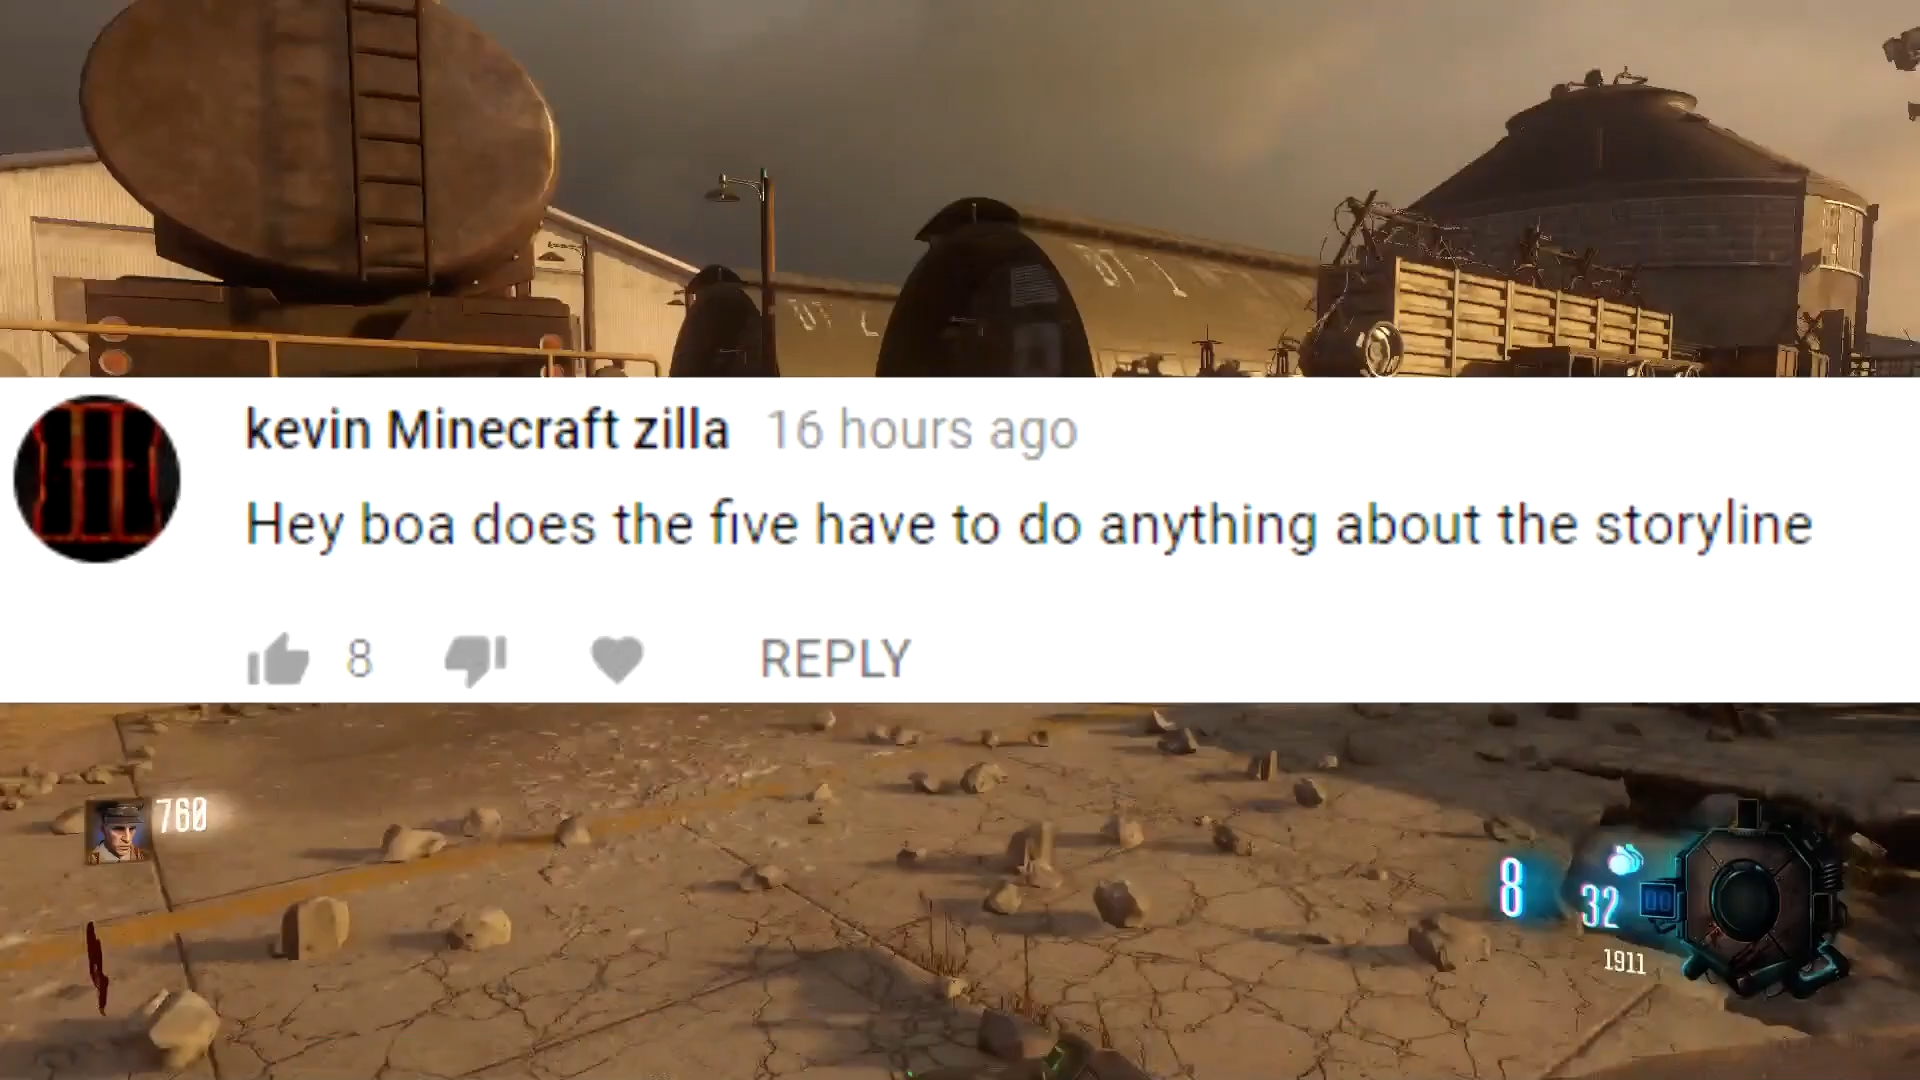 kevin Minecraft zilla 16 hours ago
Hey boa does the five have to do anything about the storyline
8 REPLY
760
8 32
1911